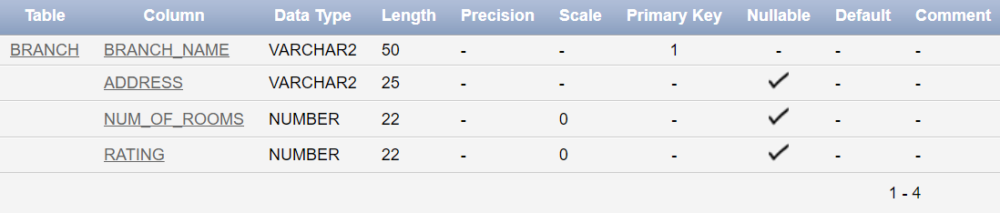 Table Column Data Type Length Precision Scale Primary Key Nullable Default Comment
BRANCH BRANCH_NAME VARCHAR2 50 - - 1 - - -
ADDRESS VARCHAR2 25 - - - ✓ - -
NUM_OF_ROOMS NUMBER 22 - 0 - ✓ - -
RATING NUMBER 22 - 0 - ✓ - -
1 - 4